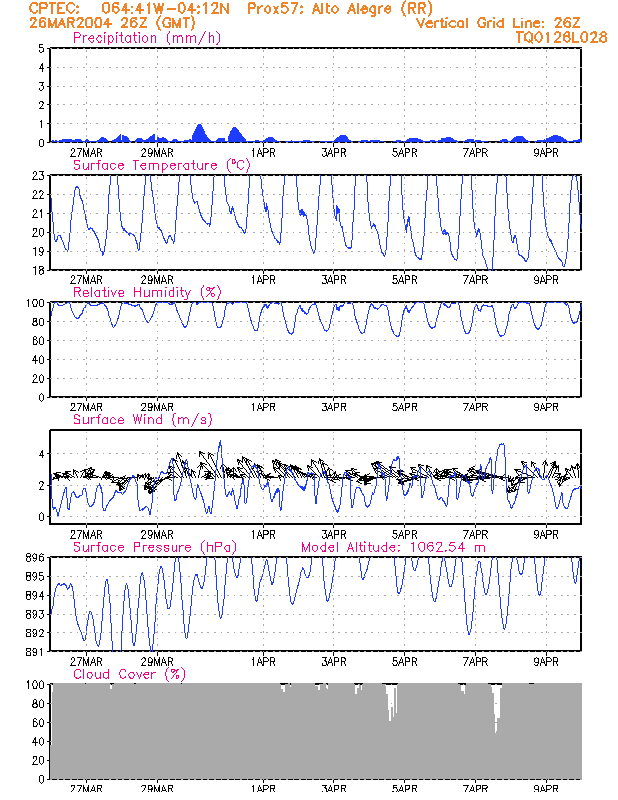 CPTEC: 064:41W-04:12N Prox57: Alto Alegre (RR)
26MAR2004 26Z (GMT) Vertical Grid Line: 26Z
Precipitation (mm/h) TQ0126L028
5
4
3
2
1
0
27MAR 29MAR 1APR 3APR 5APR 7APR 9APR
Surface Temperature (ºC)
23
22
21
20
19
18
27MAR 29MAR 1APR 3APR 5APR 7APR 9APR
Relative Humidity (%)
100
80
60
40
20
0
27MAR 29MAR 1APR 3APR 5APR 7APR 9APR
Surface Wind (m/s)
4
2
0
27MAR 29MAR 1APR 3APR 5APR 7APR 9APR
Surface Pressure (hPa) Model Altitude: 1062.54 m
896
895
894
893
892
891
27MAR 29MAR 1APR 3APR 5APR 7APR 9APR
Cloud Cover (%)
100
80
60
40
20
0
27MAR 29MAR 1APR 3APR 5APR 7APR 9APR